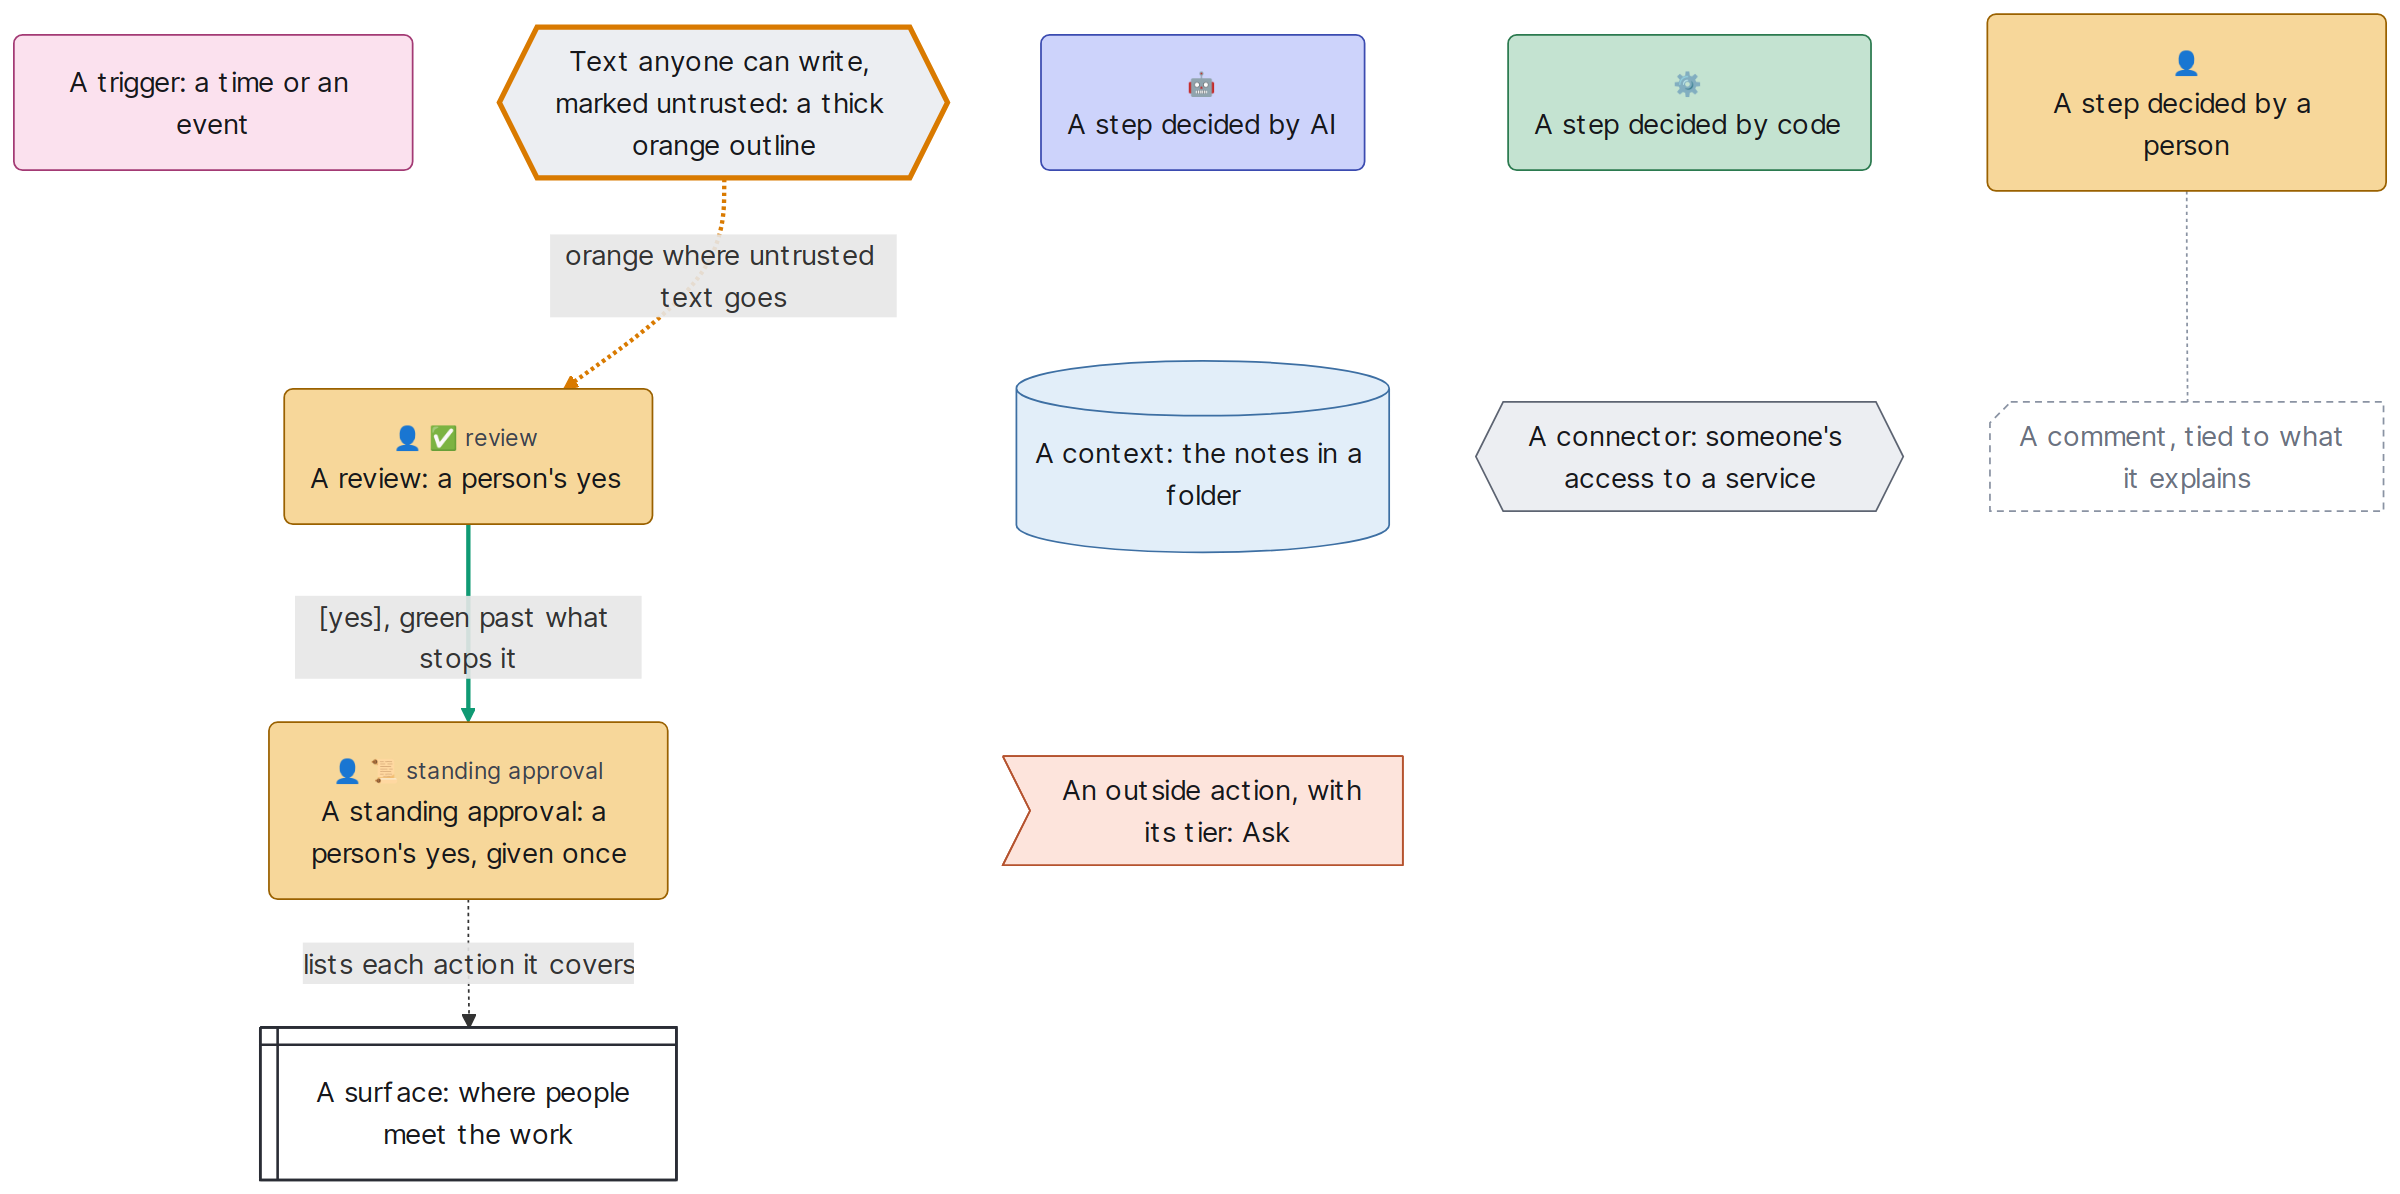 A trigger: a time or an
event
Text anyone can write,
marked untrusted: a thick
orange outline
A step decided by AI
A step decided by code
A step decided by a
person
orange where untrusted
text goes
review
A review: a person's yes
A context: the notes in a
folder
A connector: someone's
access to a service
A comment, tied to what
it explains
[yes], green past what
stops it
standing approval
A standing approval: a
person's yes, given once
An outside action, with
its tier: Ask
lists each action it covers
A surface: where people
meet the work